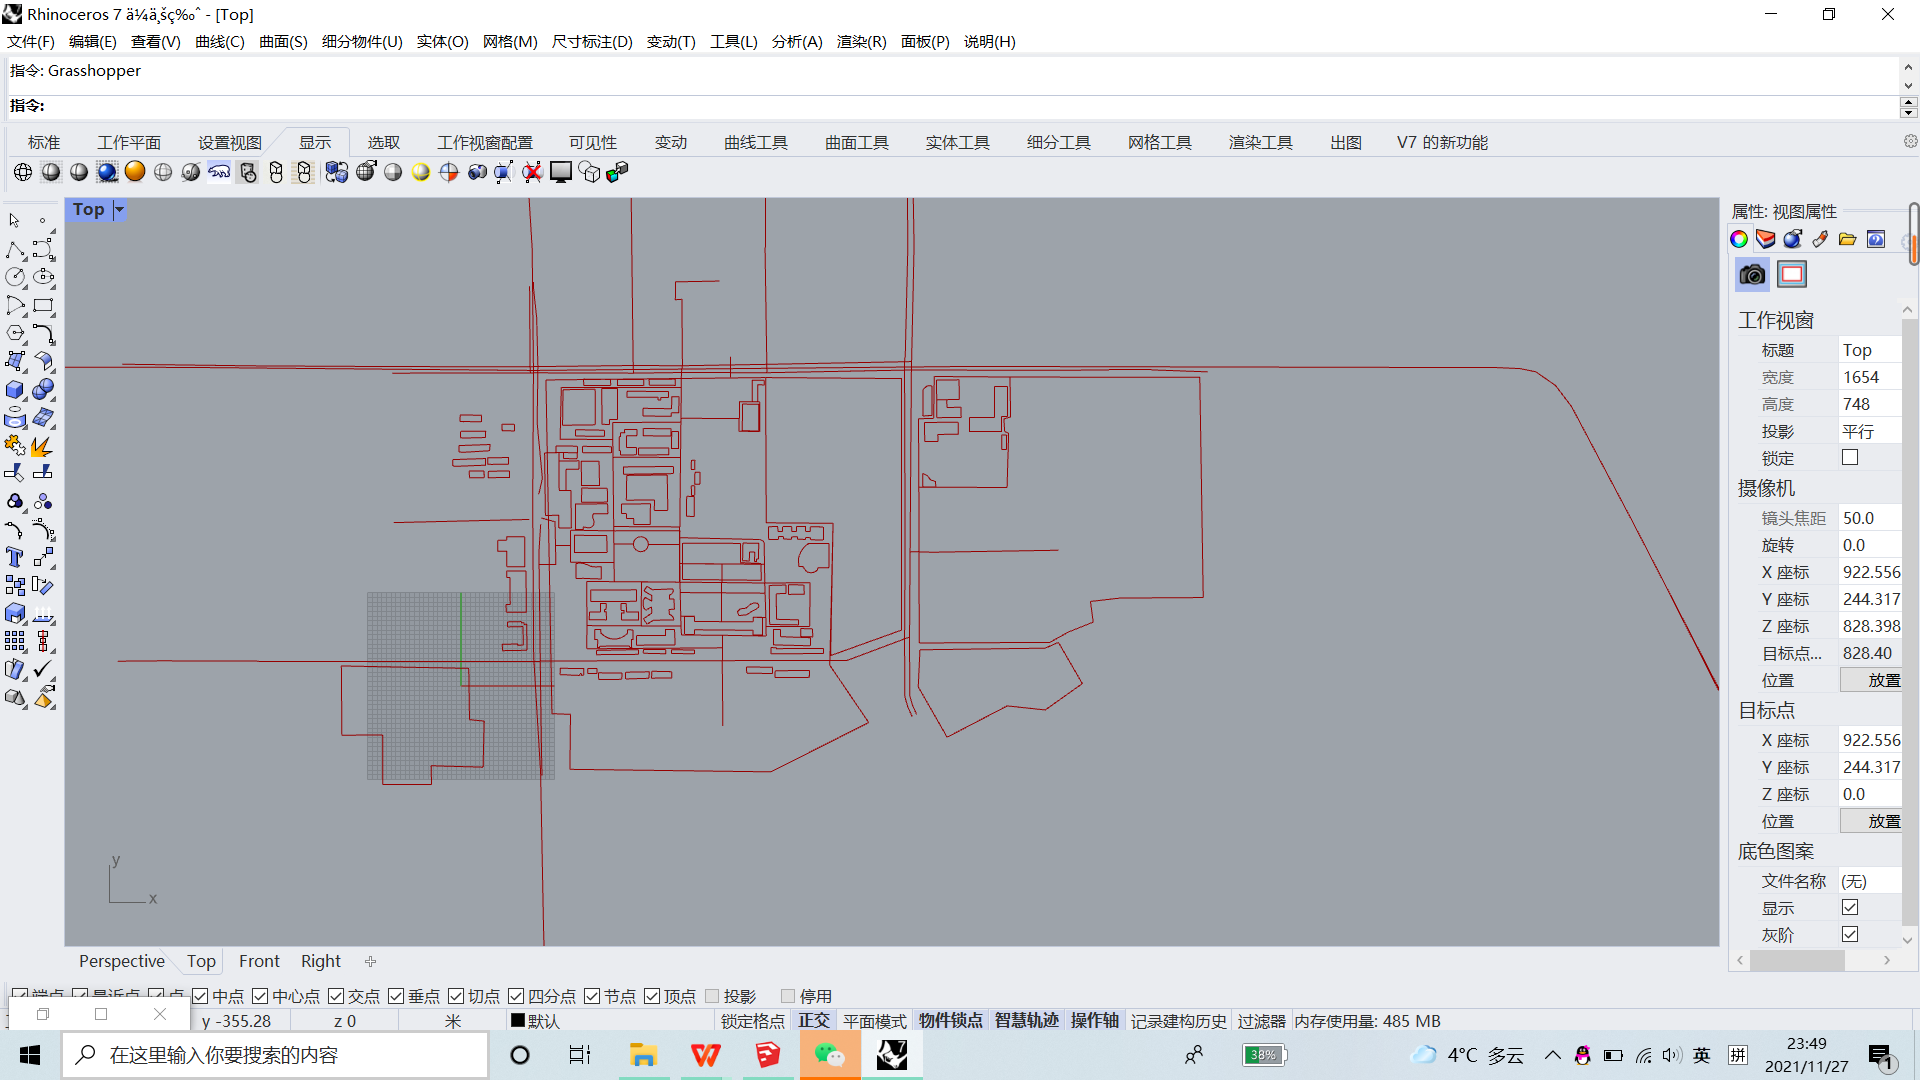 Rhinoceros 7 ä¼ä¸šç‰ˆ - [Top]
文件(F) 编辑(E) 查看(V) 曲线(C) 曲面(S) 细分物件(U) 实体(O) 网格(M) 尺寸标注(D) 变动(T) 工具(L) 分析(A) 渲染(R) 面板(P) 说明(H)
指令: Grasshopper
指令:
标准 工作平面 设置视图 显示 选取 工作视窗配置 可见性 变动 曲线工具 曲面工具 实体工具 细分工具 网格工具 渲染工具 出图 V7 的新功能
Top
属性: 视图属性
工作视窗
标题 Top
宽度 1654
高度 748
投影 平行
锁定
摄像机
镜头焦距 50.0
旋转 0.0
X 座标 922.556
Y 座标 244.317
Z 座标 828.398
目标点... 828.40
位置 放置
目标点
X 座标 922.556
Y 座标 244.317
Z 座标 0.0
位置 放置
底色图案
文件名称 (无)
显示
灰阶
y
x
Perspective Top Front Right
端点 最近点 点 中点 中心点 交点 垂点 切点 四分点 节点 顶点 投影 停用
y -355.28 z 0 米 默认 锁定格点 正交 平面模式 物件锁点 智慧轨迹 操作轴 记录建构历史 过滤器 内存使用量: 485 MB
在这里输入你要搜索的内容
7
38%
4°C 多云
英
拼
23:49
2021/11/27
1